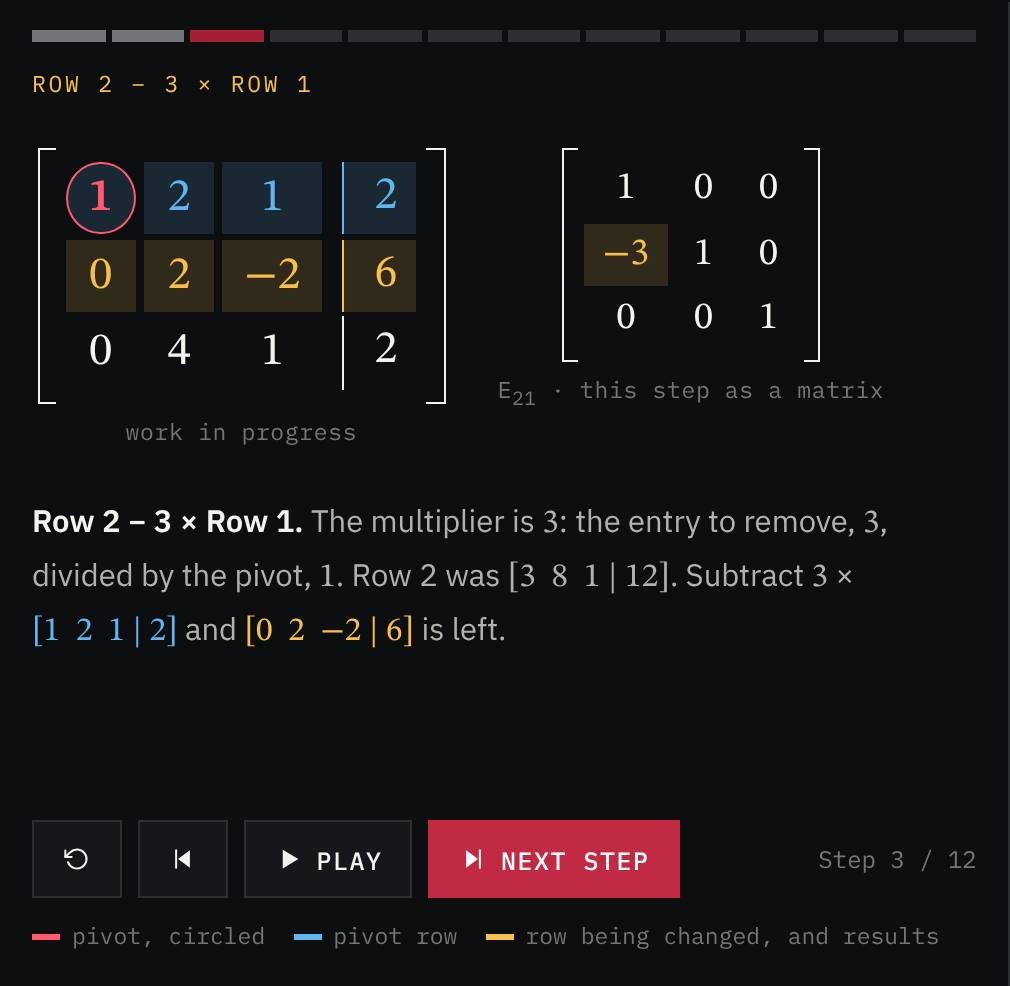 ROW 2 − 3 × ROW 1
1 2 1 2
0 2 −2 6
0 4 1 2
work in progress
1 0 0
−3 1 0
0 0 1
E21 · this step as a matrix
Row 2 − 3 × Row 1. The multiplier is 3: the entry to remove, 3,
divided by the pivot, 1. Row 2 was [3 8 1 | 12]. Subtract 3 ×
[1 2 1 | 2] and [0 2 −2 | 6] is left.
PLAY
NEXT STEP
Step 3 / 12
pivot, circled
pivot row
row being changed, and results